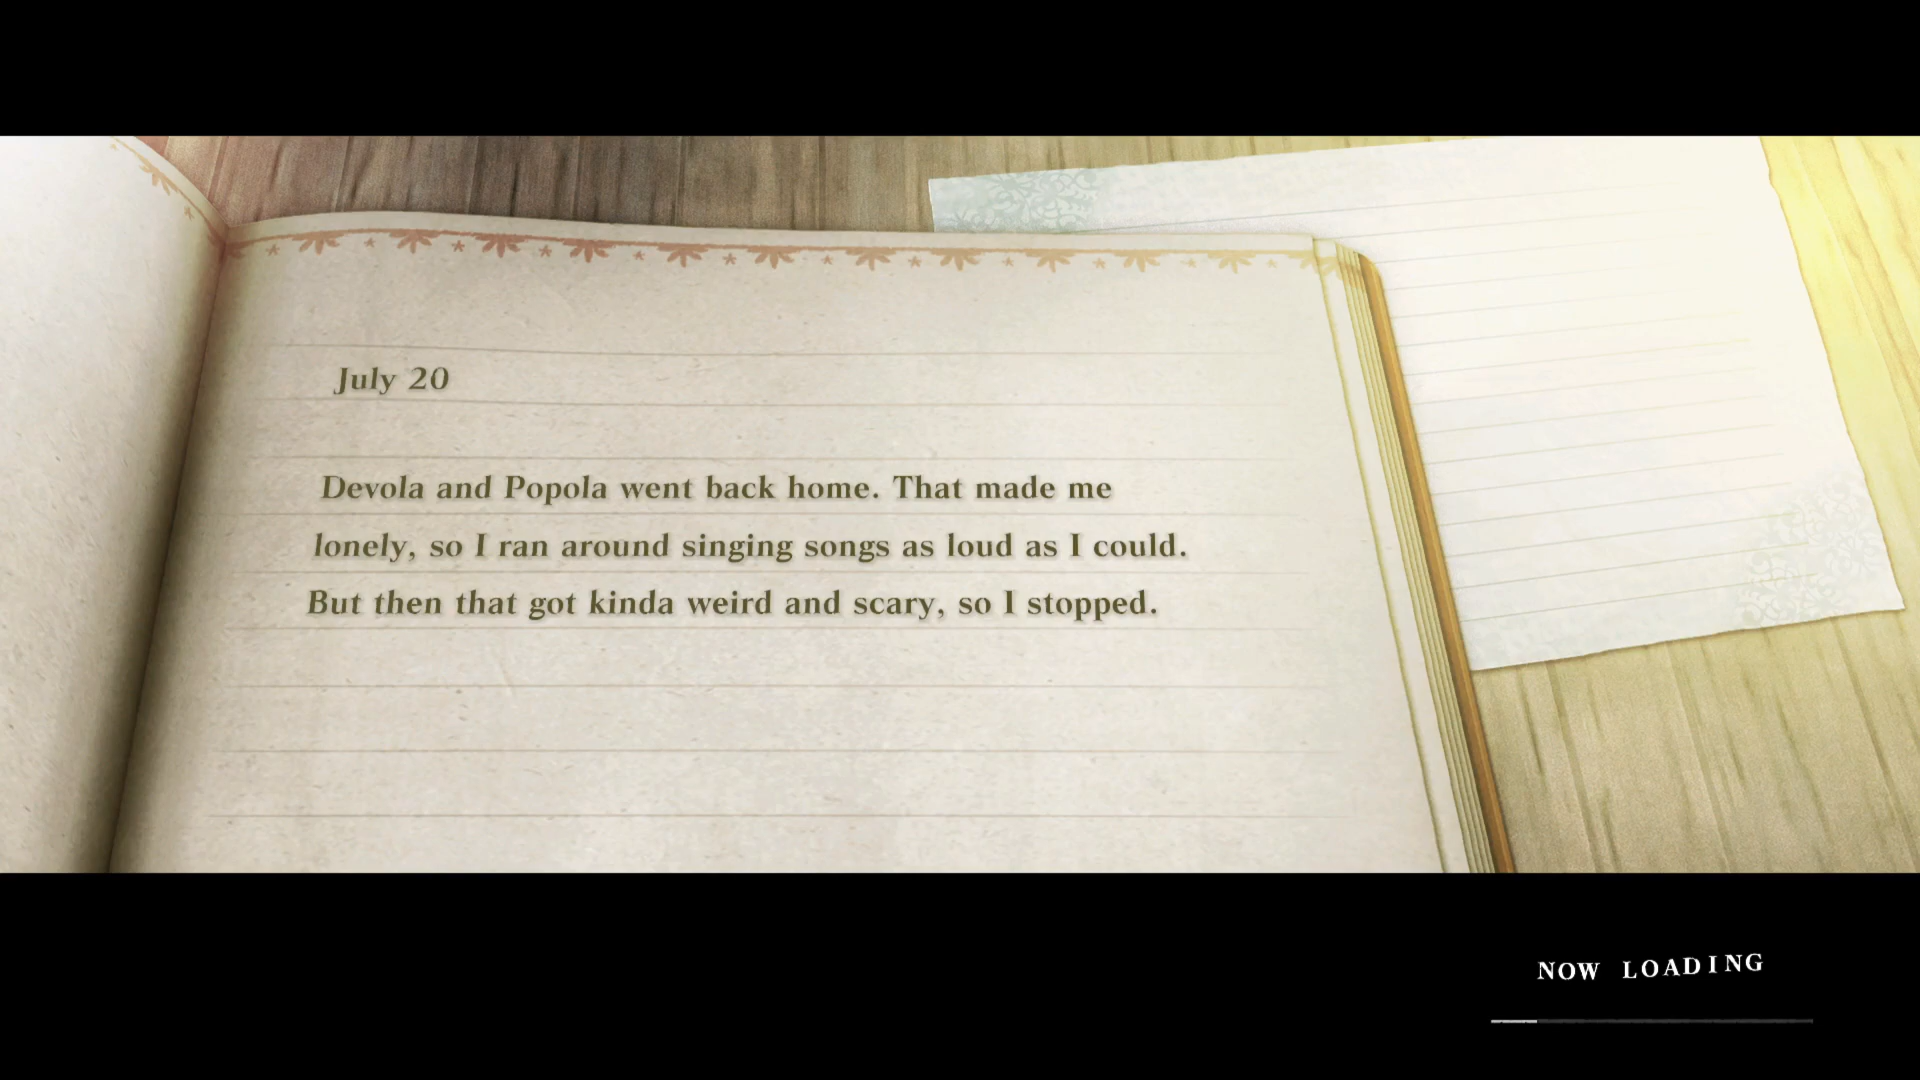 July 20
Devola and Popola went back home. That made me
lonely, so I ran around singing songs as loud as I could.
But then that got kinda weird and scary, so I stopped.
NOW LOADING